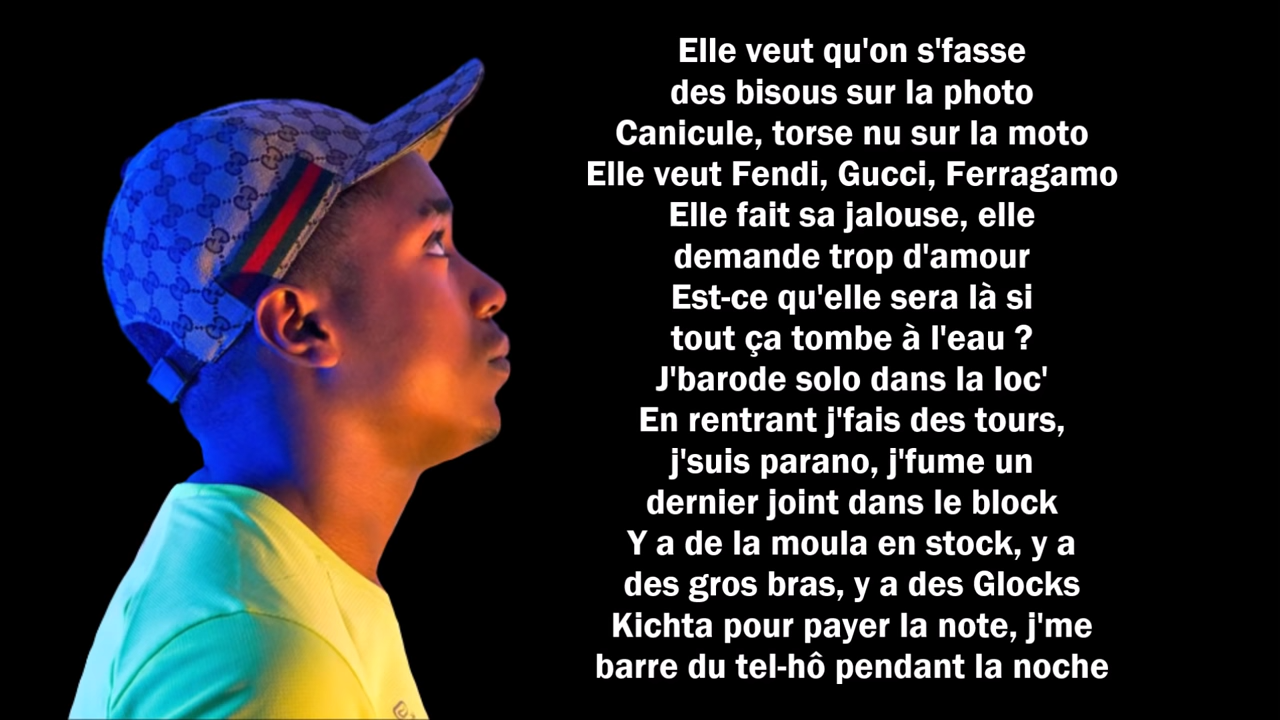 Elle veut qu'on s'fasse
des bisous sur la photo
Canicule, torse nu sur la moto
Elle veut Fendi, Gucci, Ferragamo
Elle fait sa jalouse, elle
demande trop d'amour
Est-ce qu'elle sera là si
tout ça tombe à l'eau ?
J'barode solo dans la loc'
En rentrant j'fais des tours,
j'suis parano, j'fume un
dernier joint dans le block
Y a de la moula en stock, y a
des gros bras, y a des Glocks
Kichta pour payer la note, j'me
barre du tel-hô pendant la noche